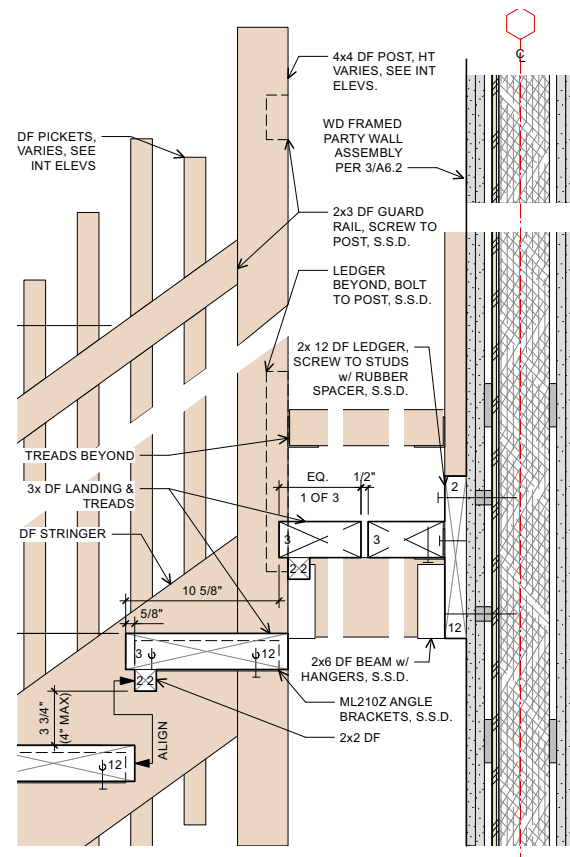 4x4 DF POST, HT
VARIES, SEE INT
ELEVS.
DF PICKETS,
VARIES, SEE
INT ELEVS
WD FRAMED
PARTY WALL
ASSEMBLY
PER 3/A6.2
2x3 DF GUARD
RAIL, SCREW TO
POST, S.S.D.
LEDGER
BEYOND, BOLT
TO POST, S.S.D.
2x 12 DF LEDGER,
SCREW TO STUDS
w/ RUBBER
SPACER, S.S.D.
TREADS BEYOND
3x DF LANDING &
TREADS
DF STRINGER
EQ.
1/2"
1 OF 3
2
3
3
2 2
12
10 5/8"
5/8"
3
12
2 2
3 3/4"
(4" MAX)
ALIGN
12
2x6 DF BEAM w/
HANGERS, S.S.D.
ML210Z ANGLE
BRACKETS, S.S.D.
2x2 DF
℄